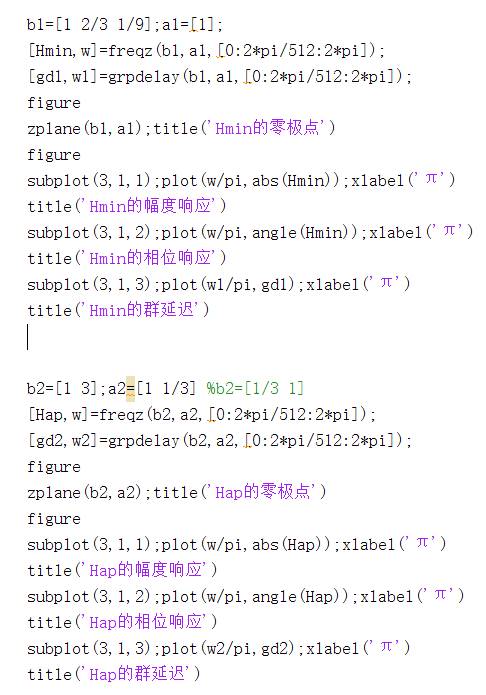 b1=[1 2/3 1/9];a1=[1];
[Hmin,w]=freqz(b1,a1,[0:2*pi/512:2*pi]);
[gd1,w1]=grpdelay(b1,a1,[0:2*pi/512:2*pi]);
figure
zplane(b1,a1);title('Hmin的零极点')
figure
subplot(3,1,1);plot(w/pi,abs(Hmin));xlabel('π')
title('Hmin的幅度响应')
subplot(3,1,2);plot(w/pi,angle(Hmin));xlabel('π')
title('Hmin的相位响应')
subplot(3,1,3);plot(w1/pi,gd1);xlabel('π')
title('Hmin的群延迟')
b2=[1 3];a2=[1 1/3] %b2=[1/3 1]
[Hap,w]=freqz(b2,a2,[0:2*pi/512:2*pi]);
[gd2,w2]=grpdelay(b2,a2,[0:2*pi/512:2*pi]);
figure
zplane(b2,a2);title('Hap的零极点')
figure
subplot(3,1,1);plot(w/pi,abs(Hap));xlabel('π')
title('Hap的幅度响应')
subplot(3,1,2);plot(w/pi,angle(Hap));xlabel('π')
title('Hap的相位响应')
subplot(3,1,3);plot(w2/pi,gd2);xlabel('π')
title('Hap的群延迟')